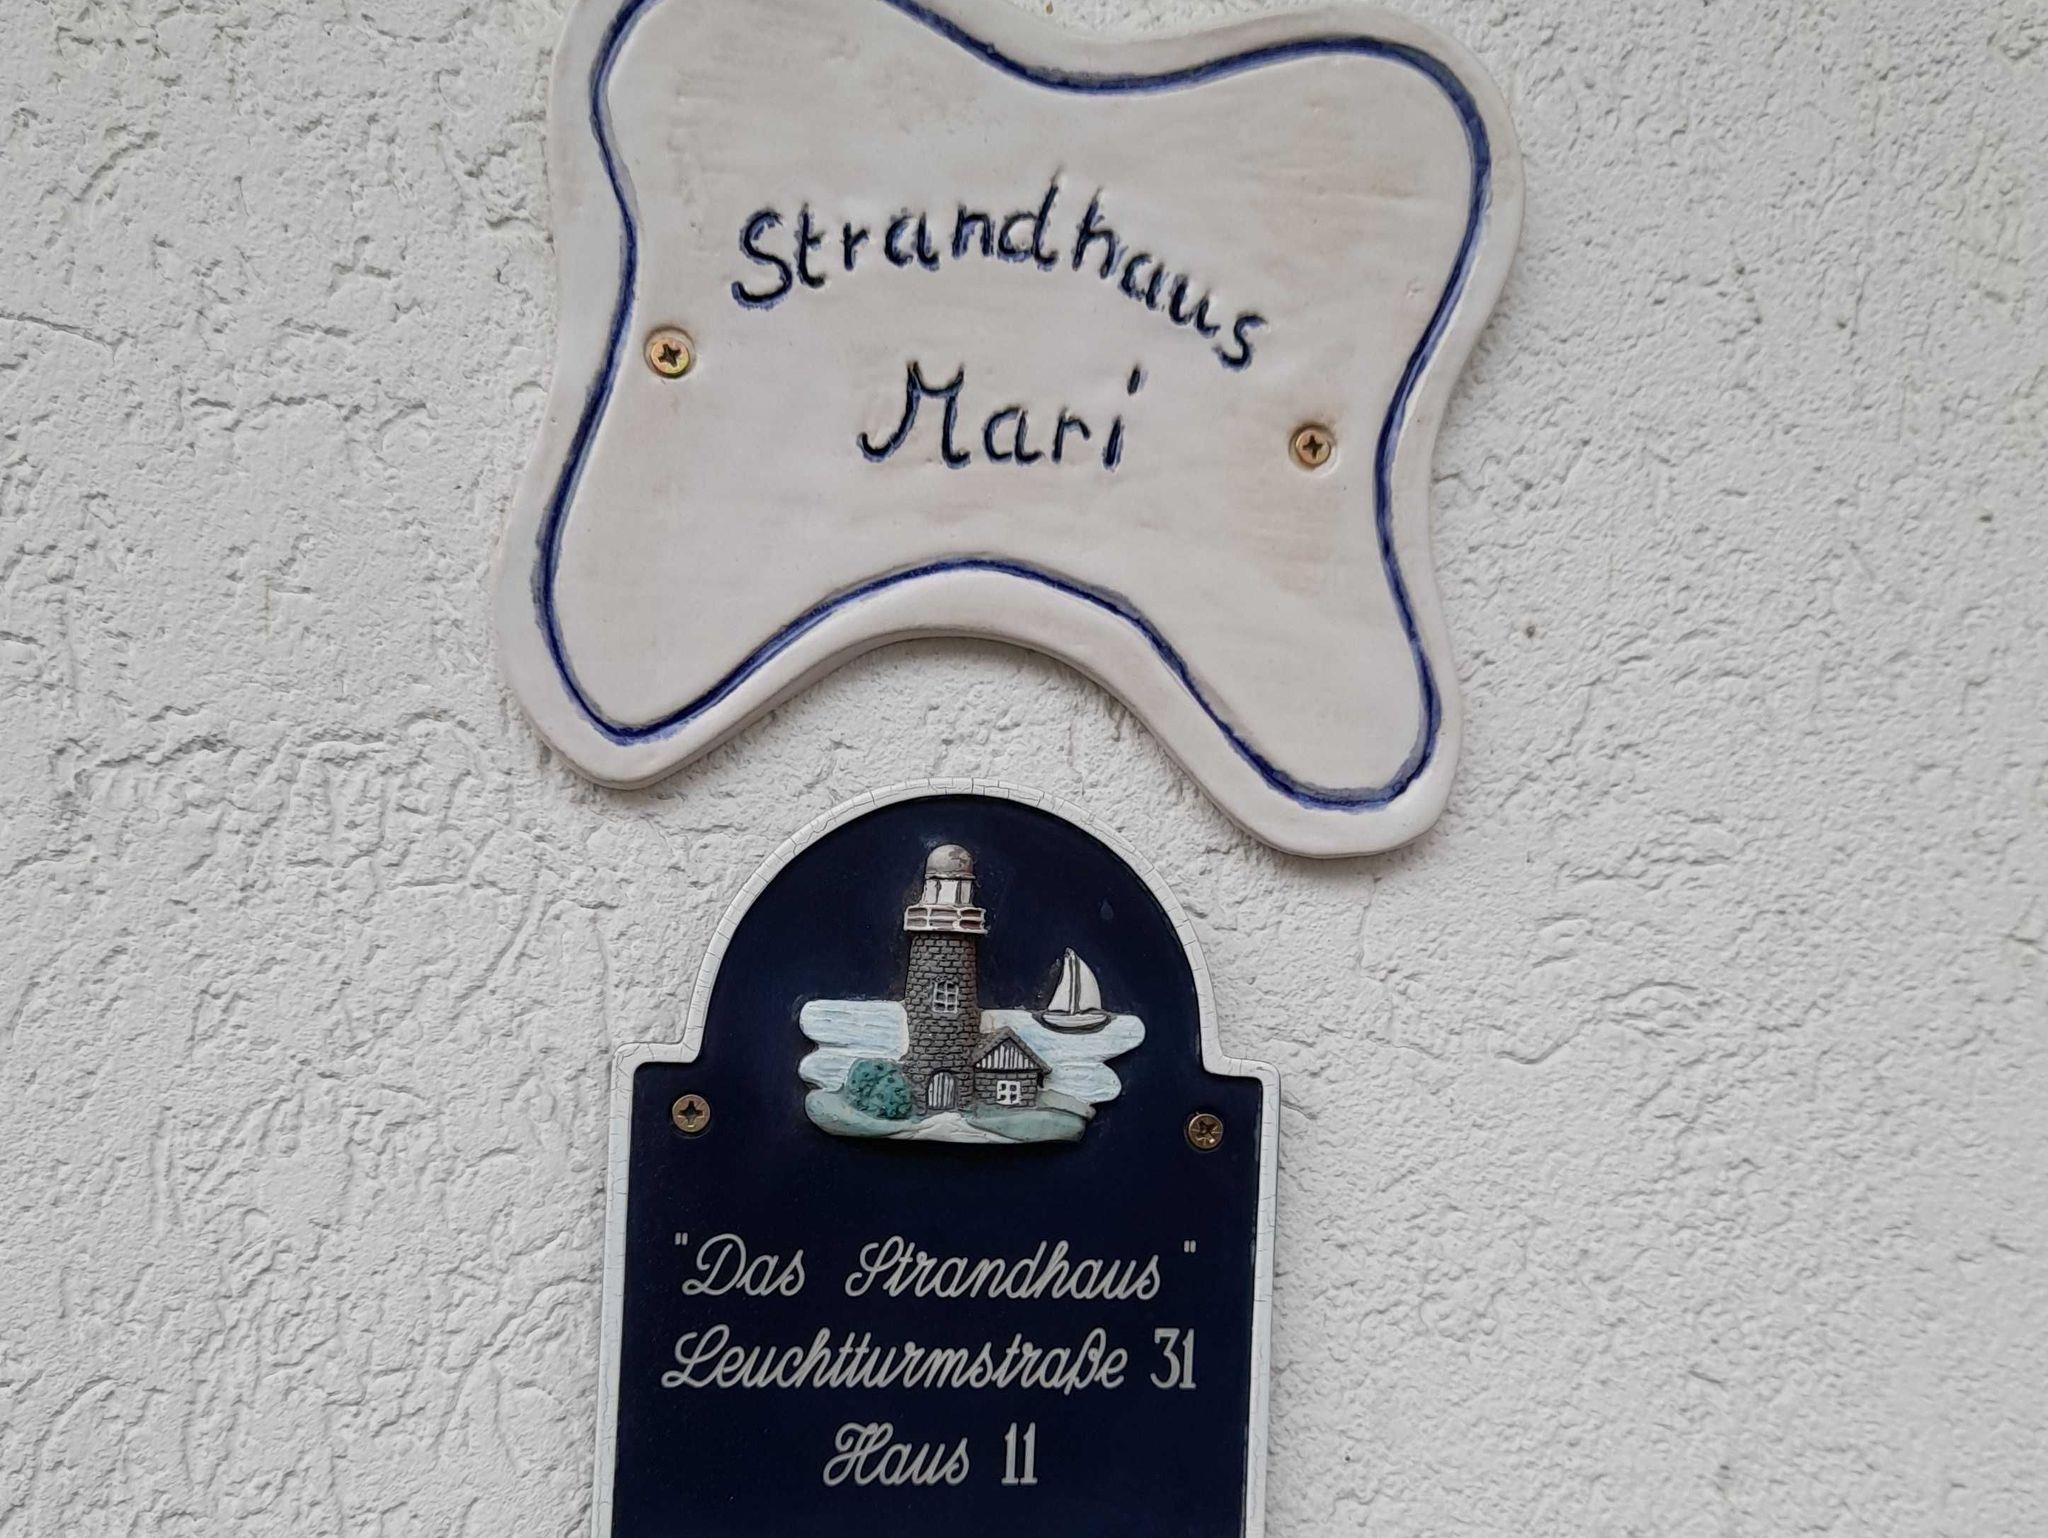 Strandhaus
Mari
"Das Strandhaus"
Leuchtturmstraße 31
Haus 11